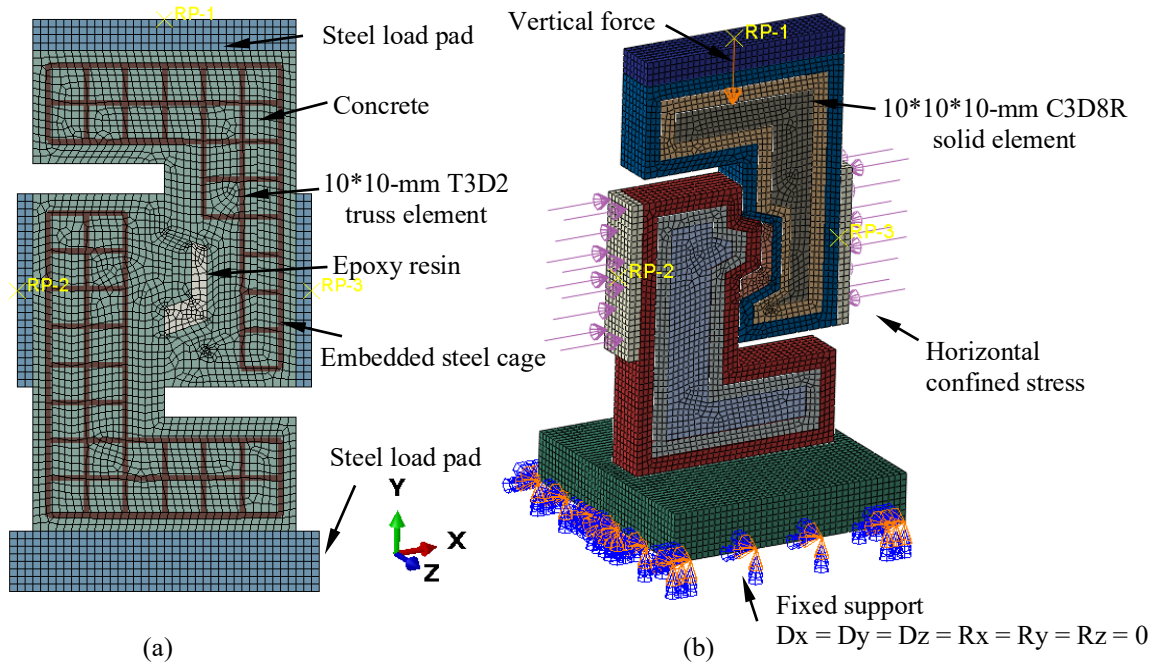 RP-1
Steel load pad
Concrete
10*10-mm T3D2
truss element
Epoxy resin
RP-2
RP-3
Embedded steel cage
Steel load pad
Y
X
Z
(a)
Vertical force
RP-1
10*10*10-mm C3D8R
solid element
RP-3
RP-2
Horizontal
confined stress
Fixed support
Dx = Dy = Dz = Rx = Ry = Rz = 0
(b)